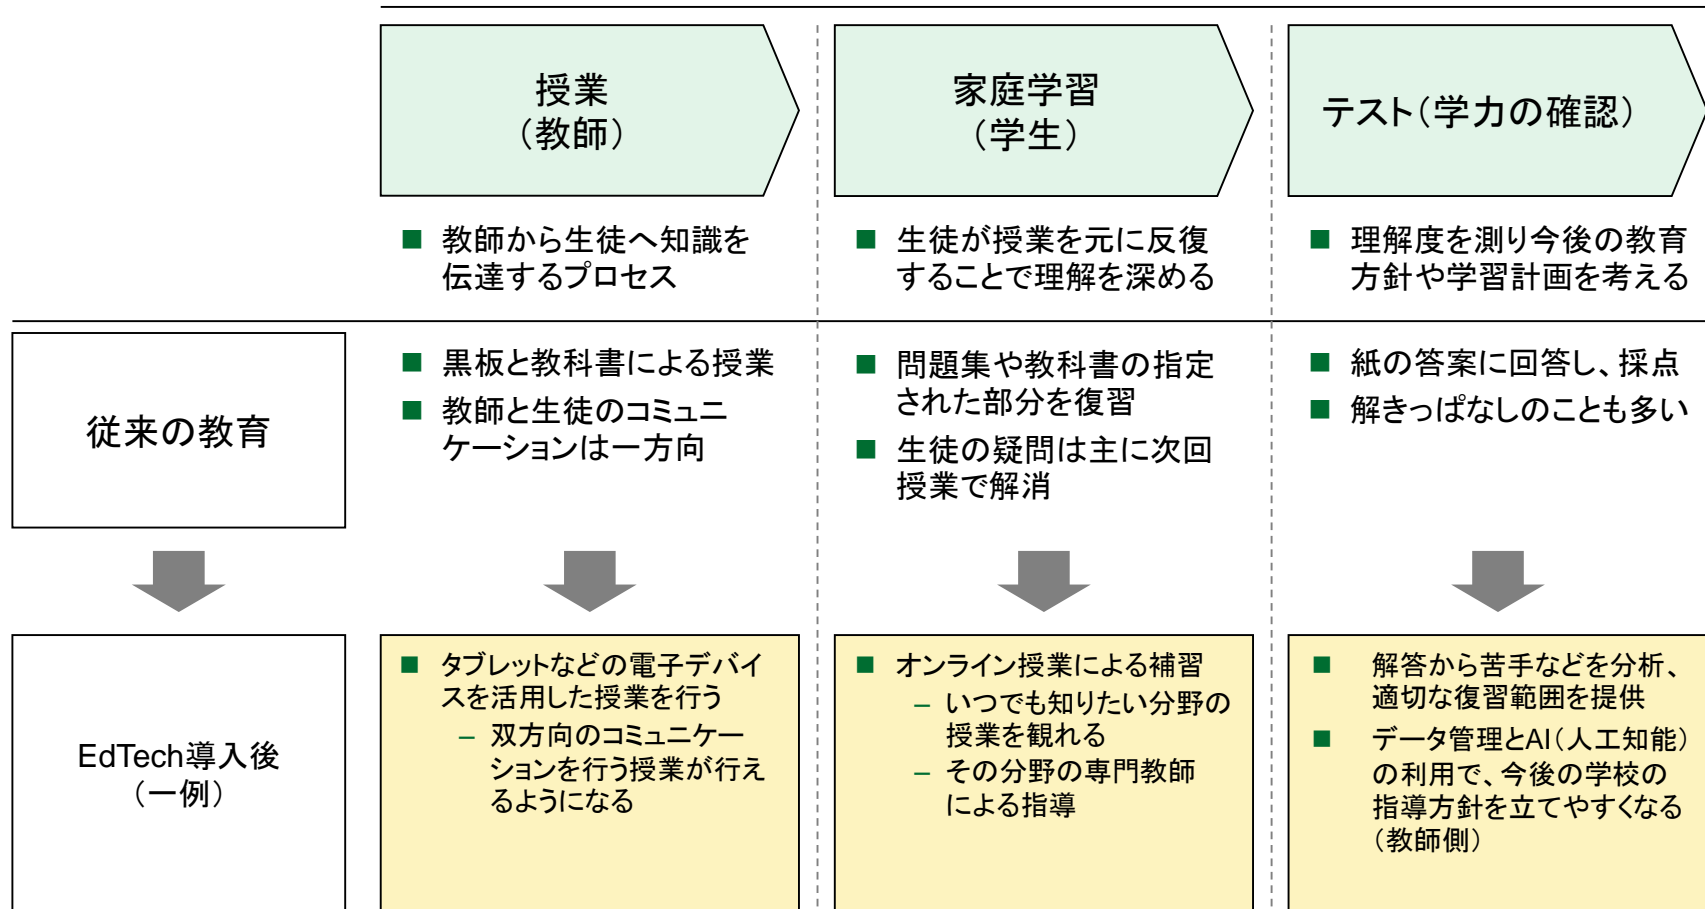 授業
（教師）
家庭学習
（学生）
テスト（学力の確認）
■ 教師から生徒へ知識を
伝達するプロセス
■ 生徒が授業を元に反復
することで理解を深める
■ 理解度を測り今後の教育
方針や学習計画を考える
従来の教育
■ 黒板と教科書による授業
■ 教師と生徒のコミュニ
ケーションは一方向
■ 問題集や教科書の指定
された部分を復習
■ 生徒の疑問は主に次回
授業で解消
■ 紙の答案に回答し、採点
■ 解きっぱなしのことも多い
EdTech導入後
（一例）
■ タブレットなどの電子デバイ
スを活用した授業を行う
– 双方向のコミュニケー
ションを行う授業が行え
るようになる
■ オンライン授業による補習
– いつでも知りたい分野の
授業を観れる
– その分野の専門教師
による指導
■ 解答から苦手などを分析、
適切な復習範囲を提供
■ データ管理とAI（人工知能）
の利用で、今後の学校の
指導方針を立てやすくなる
（教師側）